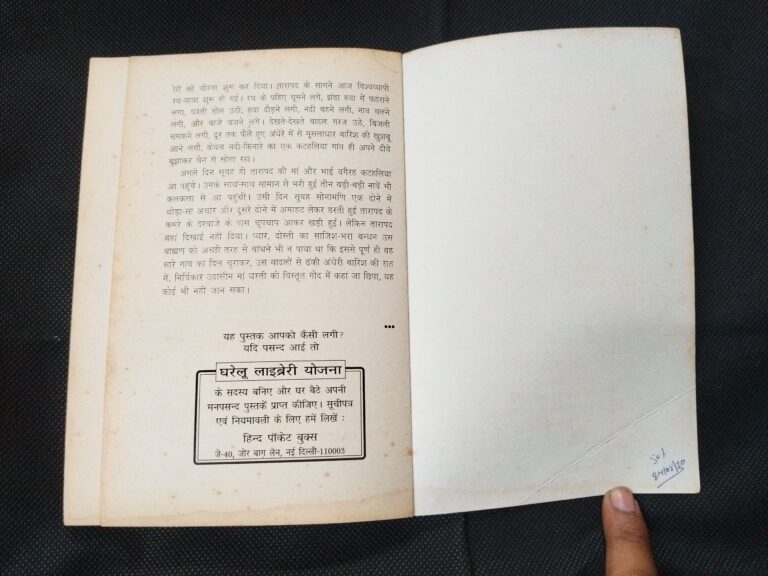 को चीरना शुरू कर दिया। तारापद के सामने आज विश्वव्यापी
रथ-यात्रा शुरू हो गई। रथ के पहिए घूमने लगे, झंडा हवा में फहराने
लगा, धरती डोल उठी, हवा दौड़ने लगी, नदी बहने लगी, नाव चलने
लगी, और बाजे बजने लगे। देखते-देखते बादल गरज उठे, बिजली
चमकने लगी, दूर तक फैले हुए अंधेरे में से मूसलाधार बारिश की खुशबू
आने लगी, केवल नदी-किनारे का एक कटहलिया गांव ही अपने दीये
बुझाकर चैन से सोता रहा।
अगले दिन सुबह ही तारापद की मां और भाई वगैरह कटहलिया
आ पहुंचे। उनके साथ-साथ सामान से भरी हुई तीन बड़ी-बड़ी नावें भी
कलकत्ता से आ पहुंचीं। उसी दिन सुबह सोनामणि एक दोने में
थोड़ा-सा अचार और दूसरे दोने में अमाहट लेकर डरती हुई तारापद के
कमरे के दरवाजे के पास चुपचाप आकर खड़ी हुई। लेकिन तारापद
वहां दिखाई नहीं दिया। प्यार, दोस्ती का साजिश-भरा बन्धन उस
ब्राह्मण को अच्छी तरह से बांधने भी न पाया था कि इससे पूर्ण ही वह
सारे गांव का दिल चुराकर, उस बादलों से ढंकी अंधेरी बारिश की रात
में, निर्विकार उदासीन मां धरती की विस्तृत गोद में कहां जा छिपा, यह
कोई भी नहीं जान सका।
यह पुस्तक आपको कैसी लगी?
यदि पसन्द आई तो
घरेलू लाइब्रेरी योजना
के सदस्य बनिए और घर बैठे अपनी
मनपसन्द पुस्तकें प्राप्त कीजिए। सूचीपत्र
एवं नियमावली के लिए हमें लिखें :
हिन्द पॉकेट बुक्स
जे-40, जोर बाग लेन, नई दिल्ली-110003